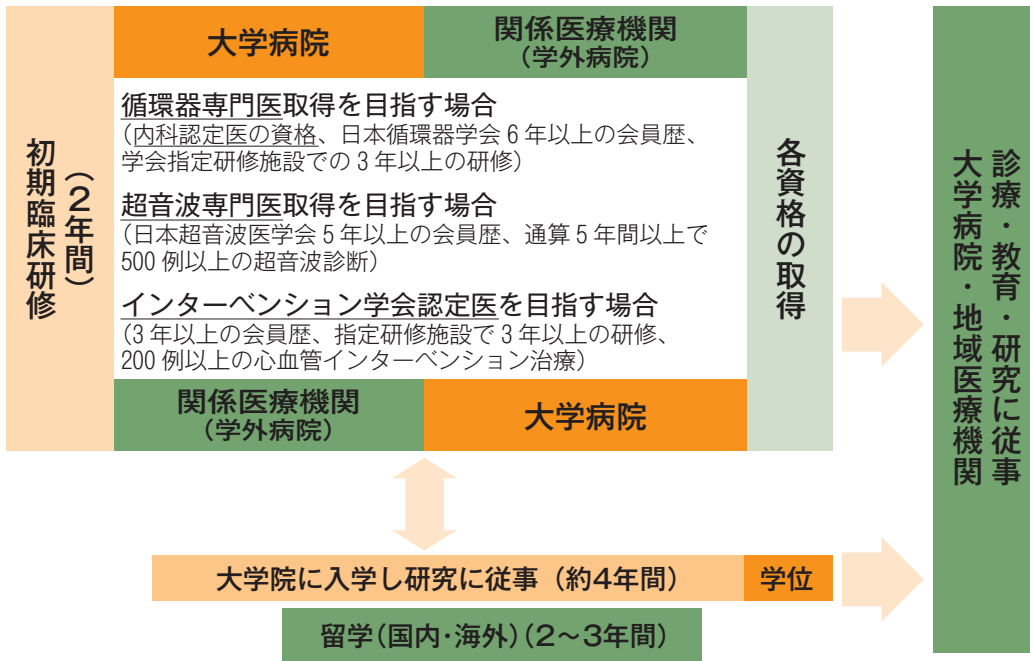 初期臨床研修
（２年間）
大学病院
関係医療機関
（学外病院）
循環器専門医取得を目指す場合
（内科認定医の資格、日本循環器学会 6 年以上の会員歴、
学会指定研修施設での 3 年以上の研修）
超音波専門医取得を目指す場合
（日本超音波医学会 5 年以上の会員歴、通算 5 年間以上で
500 例以上の超音波診断）
インターベンション学会認定医を目指す場合
（3 年以上の会員歴、指定研修施設で 3 年以上の研修、
200 例以上の心血管インターベンション治療）
関係医療機関
（学外病院）
大学病院
各資格の取得
診療・教育・研究に従事
大学病院・地域医療機関
大学院に入学し研究に従事（約4年間）
学位
留学（国内・海外）（２～３年間）